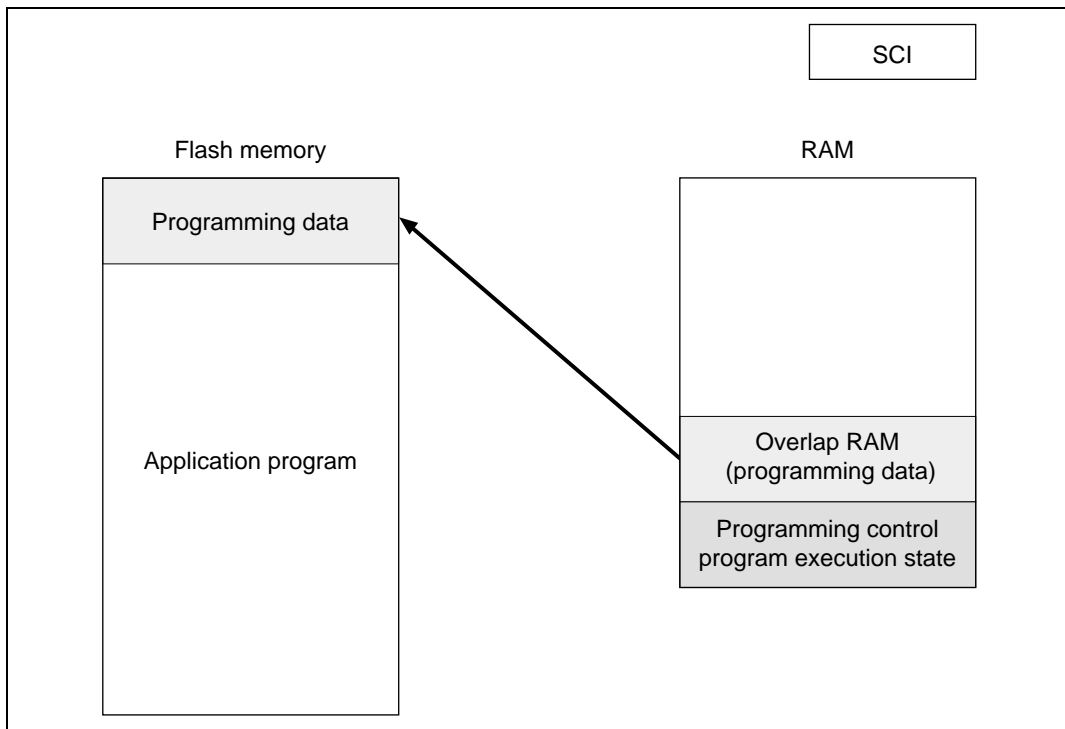 SCI
Flash memory
RAM
Programming data
Application program
Overlap RAM
(programming data)
Programming control
program execution state